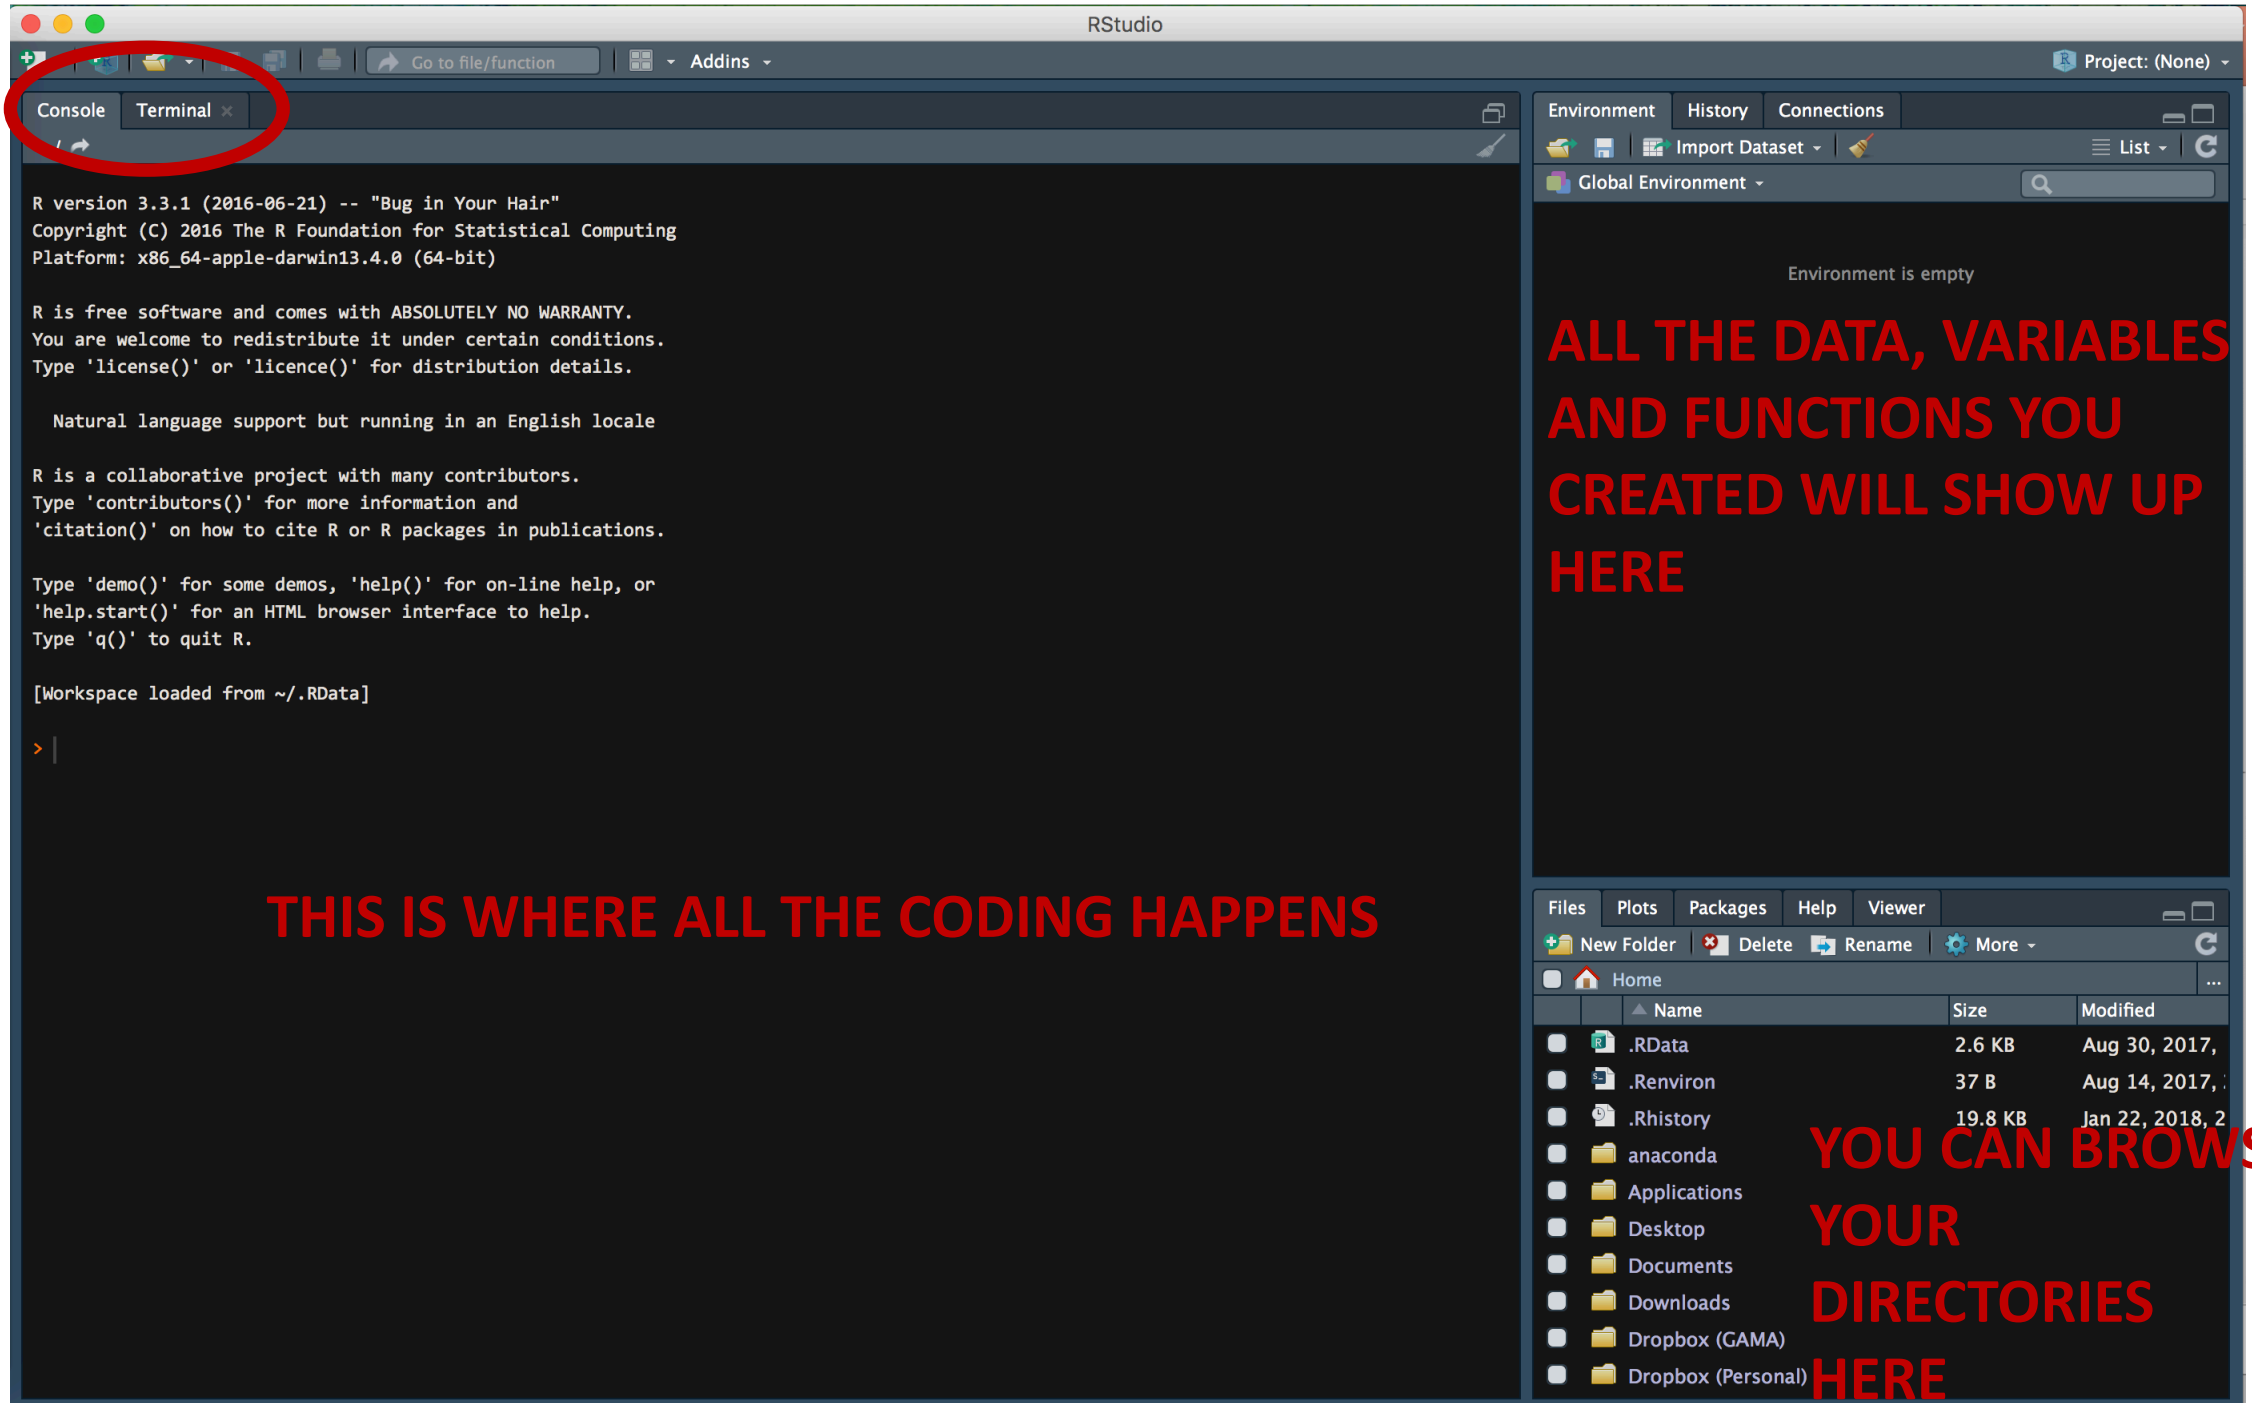 RStudio
Go to file/function
Addins
Project: (None)
Console Terminal
R version 3.3.1 (2016-06-21) -- "Bug in Your Hair"
Copyright (C) 2016 The R Foundation for Statistical Computing
Platform: x86_64-apple-darwin13.4.0 (64-bit)
R is free software and comes with ABSOLUTELY NO WARRANTY.
You are welcome to redistribute it under certain conditions.
Type 'license()' or 'licence()' for distribution details.
Natural language support but running in an English locale
R is a collaborative project with many contributors.
Type 'contributors()' for more information and
'citation()' on how to cite R or R packages in publications.
Type 'demo()' for some demos, 'help()' for on-line help, or
'help.start()' for an HTML browser interface to help.
Type 'q()' to quit R.
[Workspace loaded from ~/.RData]
>
THIS IS WHERE ALL THE CODING HAPPENS
Environment History Connections
Import Dataset List
Global Environment
Environment is empty
ALL THE DATA, VARIABLES
AND FUNCTIONS YOU
CREATED WILL SHOW UP
HERE
Files Plots Packages Help Viewer
New Folder Delete Rename More
Home ...
Name Size Modified
.RData 2.6 KB Aug 30, 2017,
.Renviron 37 B Aug 14, 2017,
.Rhistory 19.8 KB Jan 22, 2018, 2
anaconda
Applications
Desktop
Documents
Downloads
Dropbox (GAMA)
Dropbox (Personal)
YOU CAN BROWS
YOUR
DIRECTORIES
HERE